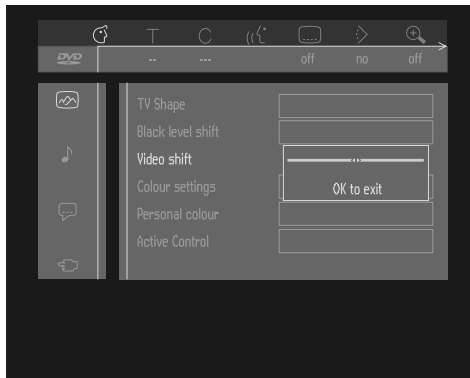 T C
DVD -- --- off no off
TV Shape
Black level shift
Video shift
Colour settings
OK to exit
Personal colour
Active Control